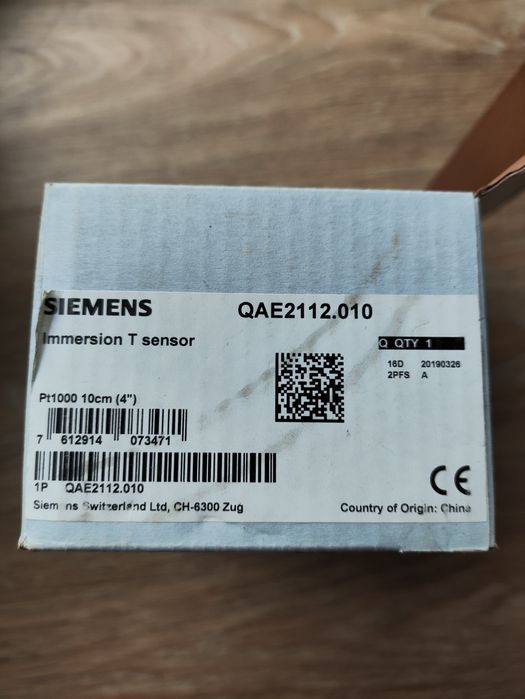 SIEMENS QAE2112.010
Immersion T sensor
Q QTY 1
16D 20190326
2PFS A
Pt1000 10cm (4")
7 612914 073471
1P QAE2112.010
Siemens Switzerland Ltd, CH-6300 Zug
CE
Country of Origin: China